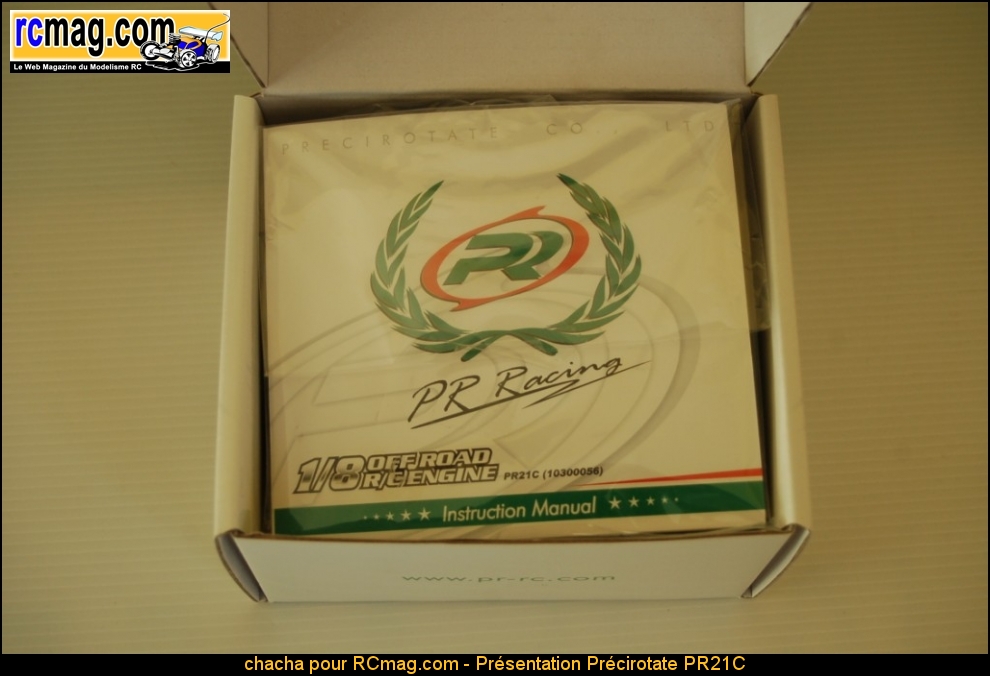 rcmag.com
Le Web Magazine du Modelisme RC
PRECIROTATE CO., LTD
PR
PR Racing
1/8 OFF ROAD R/C ENGINE PR21C (10300056)
Instruction Manual
www.pr-rc.com
chacha pour RCmag.com - Présentation Précirotate PR21C